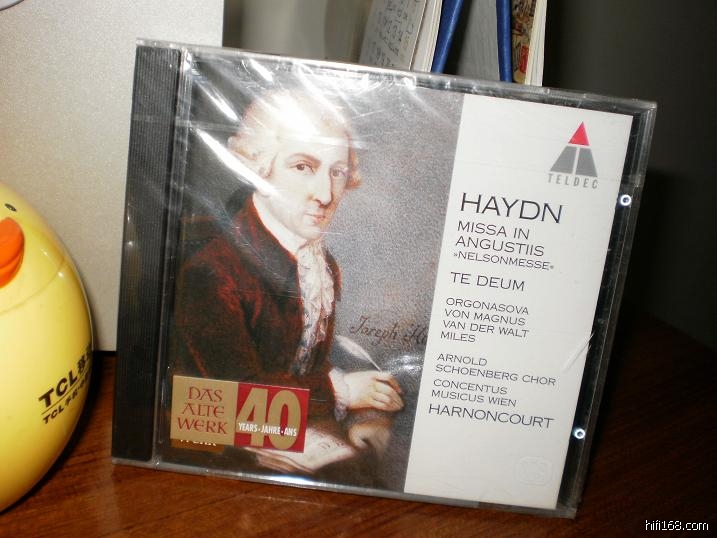 TELDEC
HAYDN
MISSA IN
ANGUSTIIS
»NELSONMESSE«
TE DEUM
ORGONASOVA
VON MAGNUS
VAN DER WALT
MILES
ARNOLD
SCHOENBERG CHOR
CONCENTUS
MUSICUS WIEN
HARNONCOURT
Joseph
DAS
ALTE
WERK
40
YEARS·JAHRE·ANS
TCL
hifi168.com